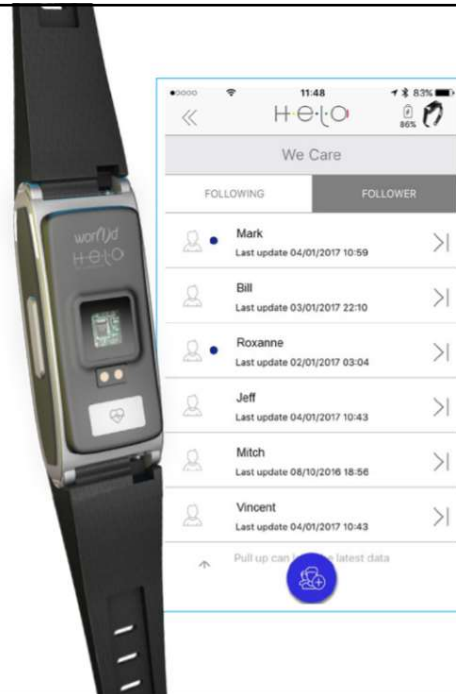 worl(d)
Helo
11:48
83%
Helo
86%
We Care
FOLLOWING
FOLLOWER
Mark
Last update 04/01/2017 10:59
Bill
Last update 03/01/2017 22:10
Roxanne
Last update 02/01/2017 03:04
Jeff
Last update 04/01/2017 10:43
Mitch
Last update 08/10/2016 18:56
Vincent
Last update 04/01/2017 10:43
Pull up can latest data